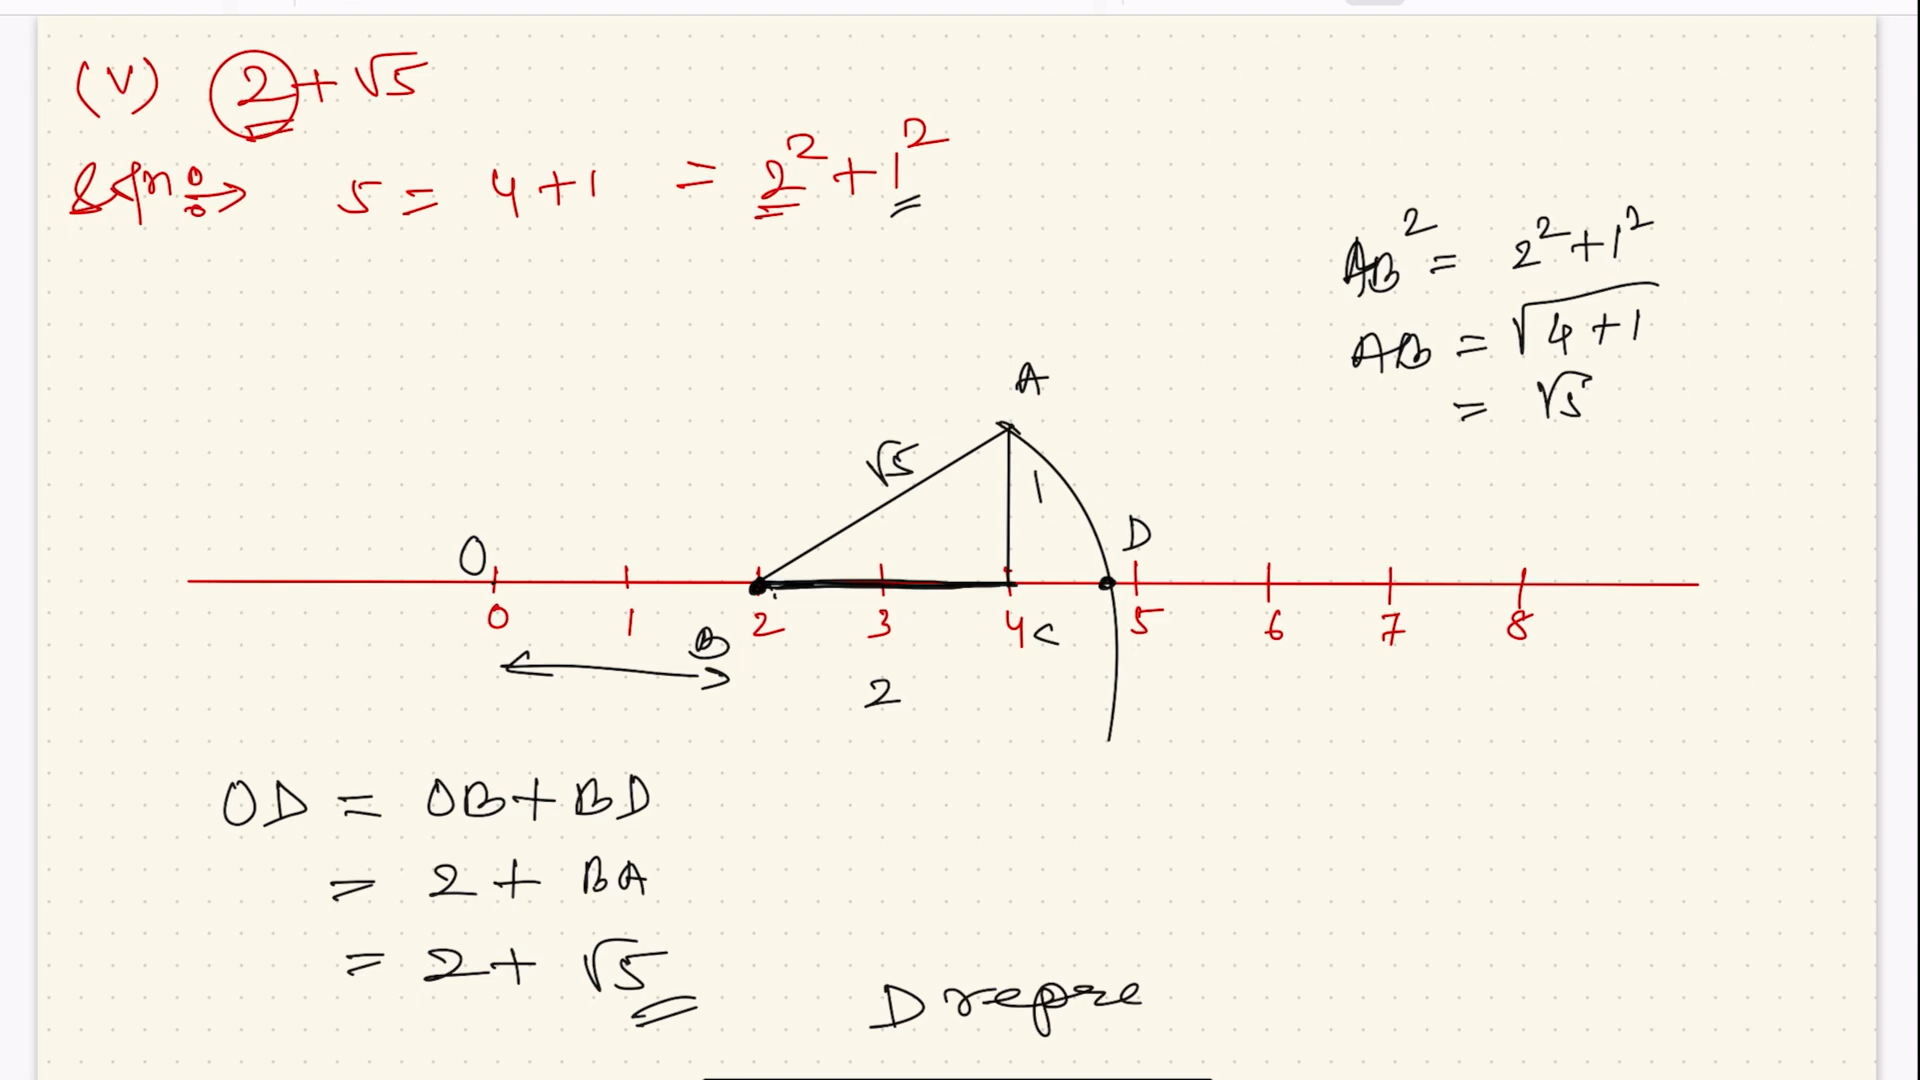 (V) 2 + √5
Soln: → 5 = 4 + 1 = 2² + 1²
AB² = 2² + 1²
AB = √4 + 1
= √5
A
√5
1
O
D
0 1 2 3 4 5 6 7 8
B
C
2
OD = OB + BD
= 2 + BA
= 2 + √5
D repre